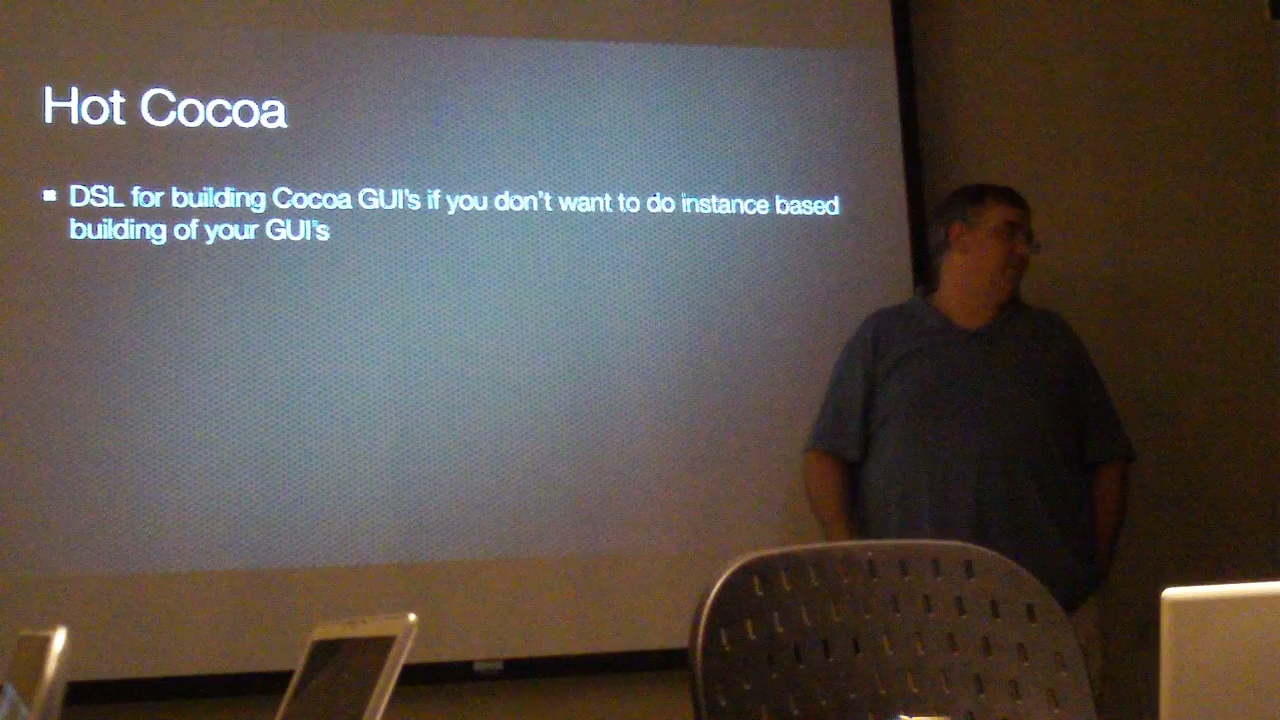 Hot Cocoa
▪ DSL for building Cocoa GUI's if you don't want to do instance based
building of your GUI's